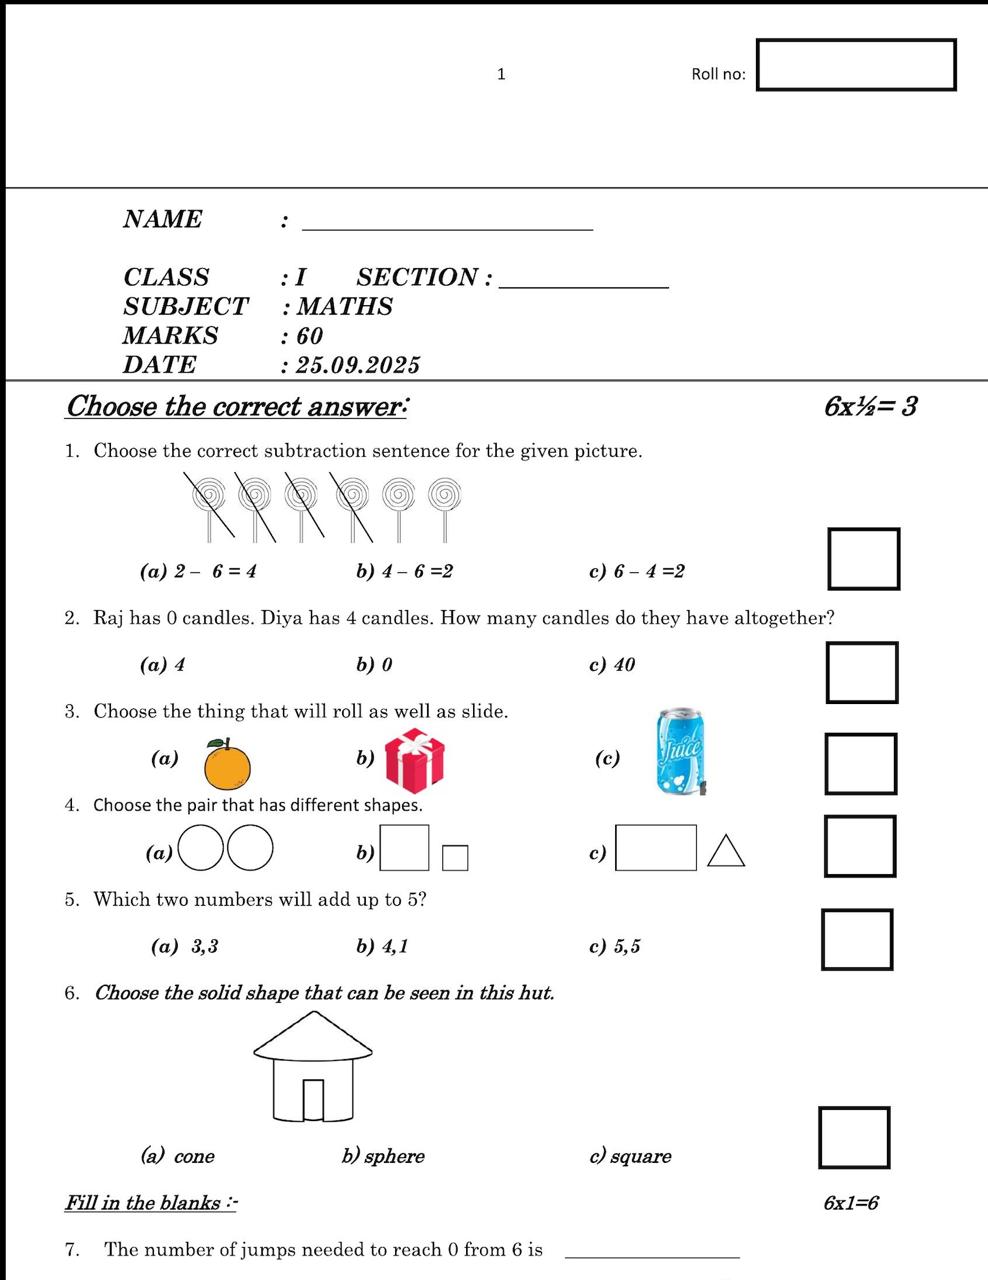 1 Roll no:
NAME : ____________
CLASS : I SECTION : ____________
SUBJECT : MATHS
MARKS : 60
DATE : 25.09.2025
Choose the correct answer: 6x½= 3
1. Choose the correct subtraction sentence for the given picture.
(a) 2 – 6 = 4 b) 4 – 6 =2 c) 6 – 4 =2
2. Raj has 0 candles. Diya has 4 candles. How many candles do they have altogether?
(a) 4 b) 0 c) 40
3. Choose the thing that will roll as well as slide.
(a) b) (c) Juice
4. Choose the pair that has different shapes.
(a) b) c)
5. Which two numbers will add up to 5?
(a) 3,3 b) 4,1 c) 5,5
6. Choose the solid shape that can be seen in this hut.
(a) cone b) sphere c) square
Fill in the blanks :- 6x1=6
7. The number of jumps needed to reach 0 from 6 is ____________